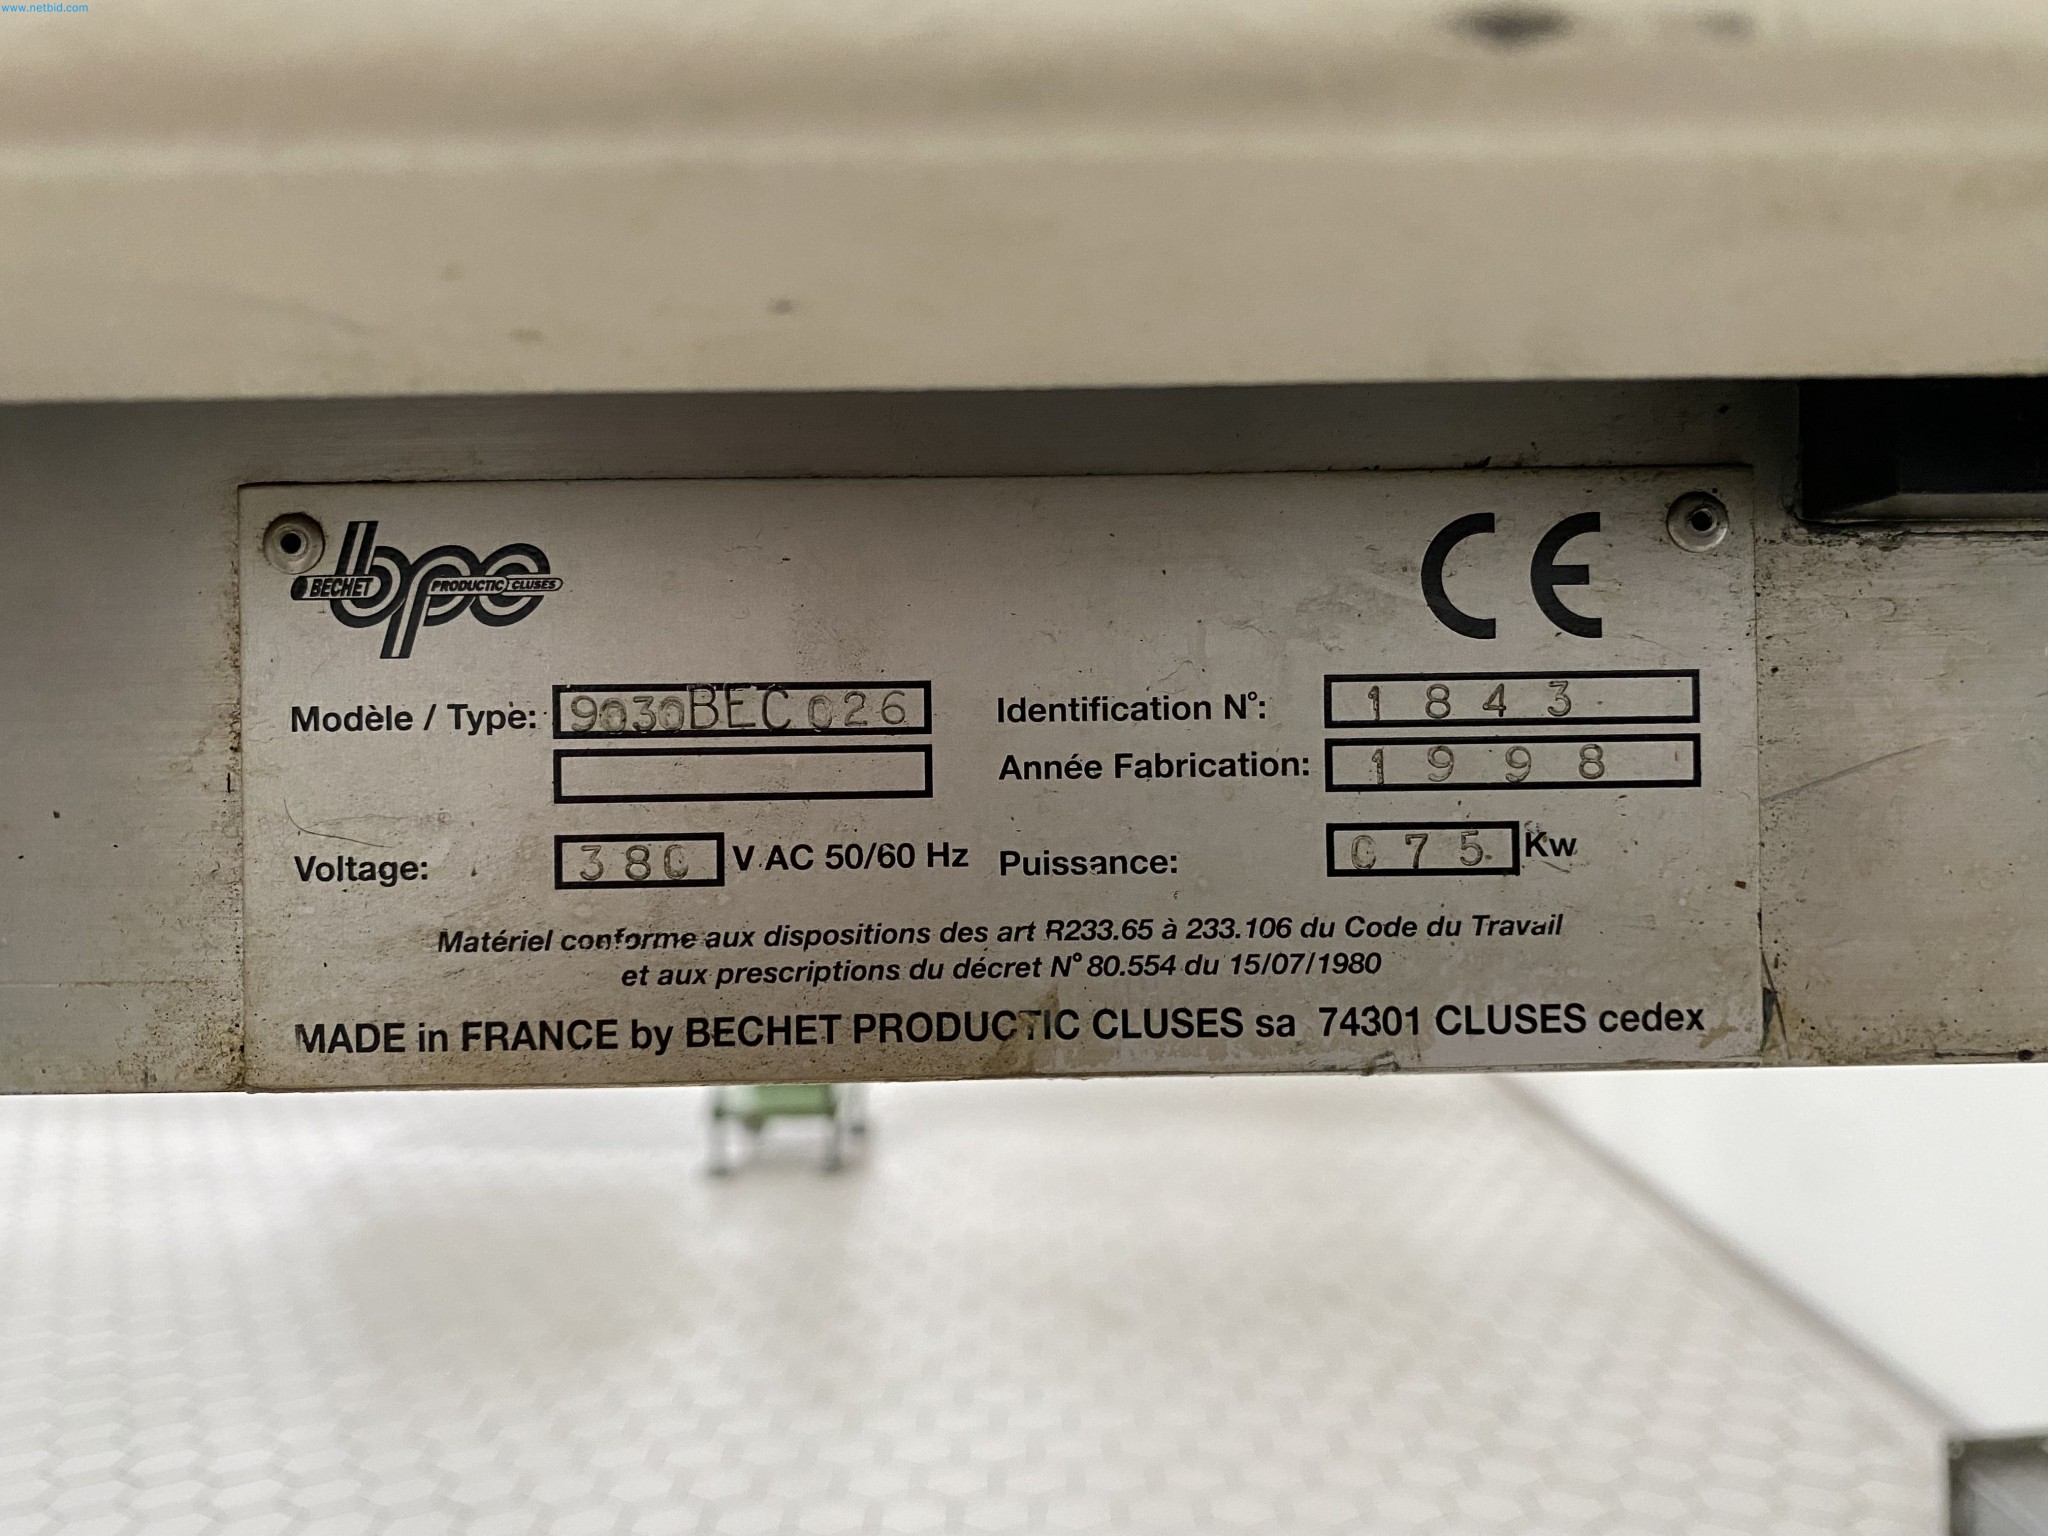 www.netbid.com
bpc
BECHET PRODUCTIC CLUSES
CE
Modèle / Type: 9030BEC026 Identification N°: 1843
Année Fabrication: 1998
Voltage: 380 V AC 50/60 Hz Puissance: 075 Kw
Matériel conforme aux dispositions des art R233.65 à 233.106 du Code du Travail
et aux prescriptions du décret N° 80.554 du 15/07/1980
MADE in FRANCE by BECHET PRODUCTIC CLUSES sa 74301 CLUSES cedex